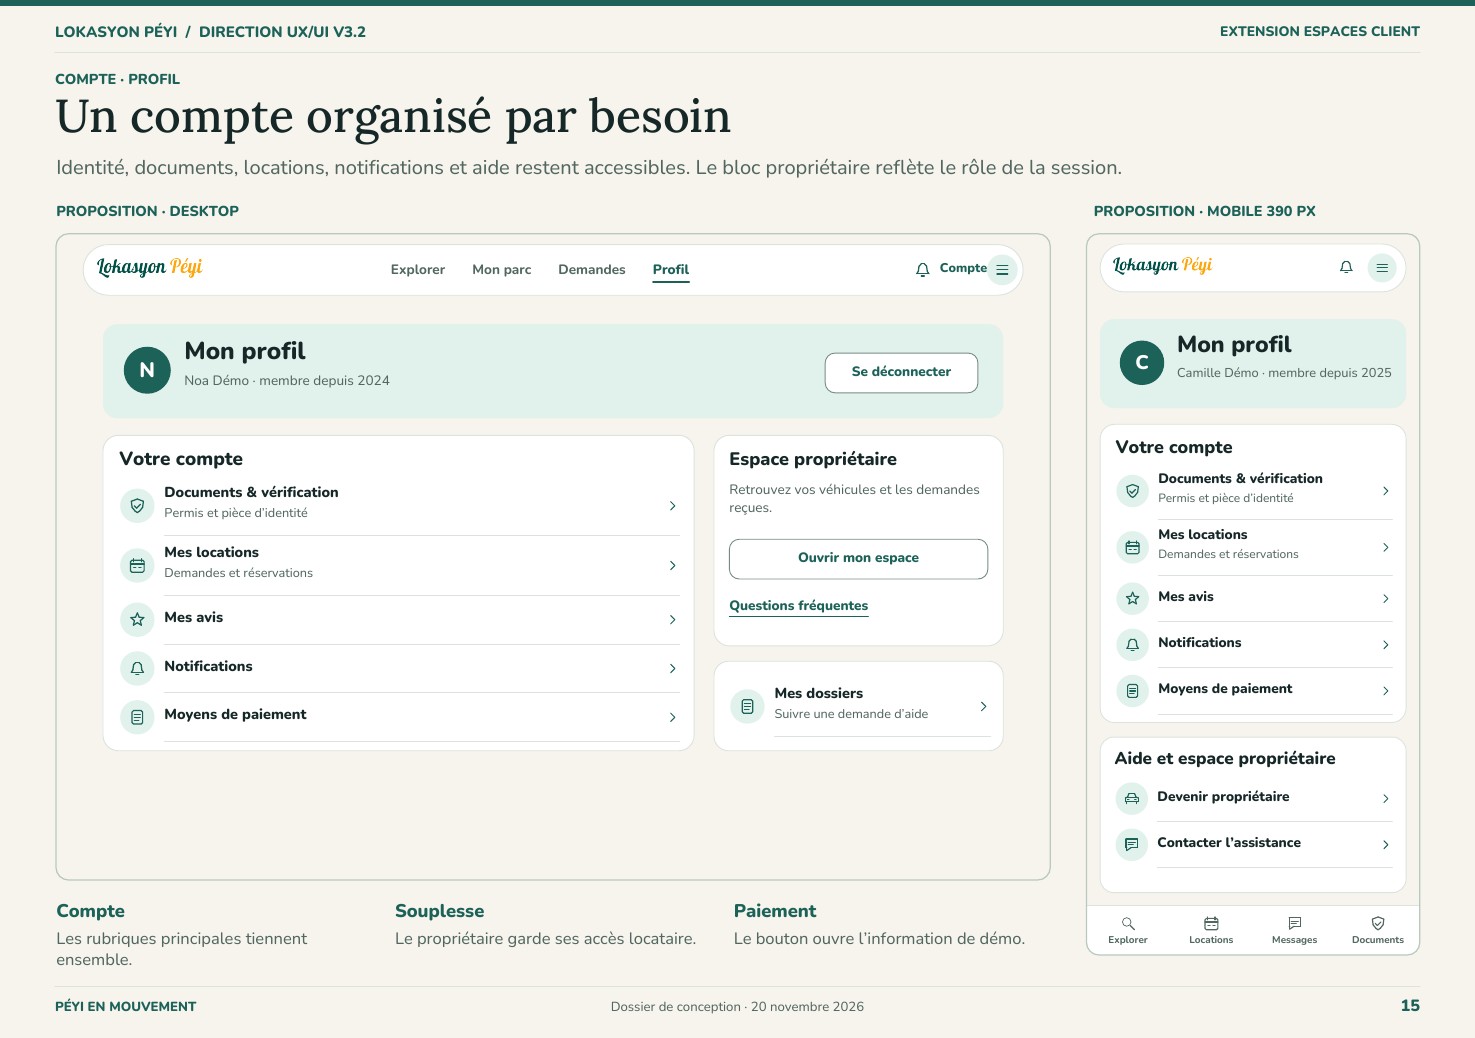 LOKASYON PÉYI / DIRECTION UX/UI V3.2
EXTENSION ESPACES CLIENT
COMPTE · PROFIL
Un compte organisé par besoin
Identité, documents, locations, notifications et aide restent accessibles. Le bloc propriétaire reflète le rôle de la session.
PROPOSITION · DESKTOP
Lokasyon Péyi
Explorer
Mon parc
Demandes
Profil
Compte
N
Mon profil
Noa Démo · membre depuis 2024
Se déconnecter
Votre compte
Documents & vérification
Permis et pièce d’identité
Mes locations
Demandes et réservations
Mes avis
Notifications
Moyens de paiement
Espace propriétaire
Retrouvez vos véhicules et les demandes
reçues.
Ouvrir mon espace
Questions fréquentes
Mes dossiers
Suivre une demande d’aide
PROPOSITION · MOBILE 390 PX
Lokasyon Péyi
C
Mon profil
Camille Démo · membre depuis 2025
Votre compte
Documents & vérification
Permis et pièce d’identité
Mes locations
Demandes et réservations
Mes avis
Notifications
Moyens de paiement
Aide et espace propriétaire
Devenir propriétaire
Contacter l’assistance
Explorer
Locations
Messages
Documents
Compte
Les rubriques principales tiennent
ensemble.
Souplesse
Le propriétaire garde ses accès locataire.
Paiement
Le bouton ouvre l’information de démo.
PÉYI EN MOUVEMENT
Dossier de conception · 20 novembre 2026
15